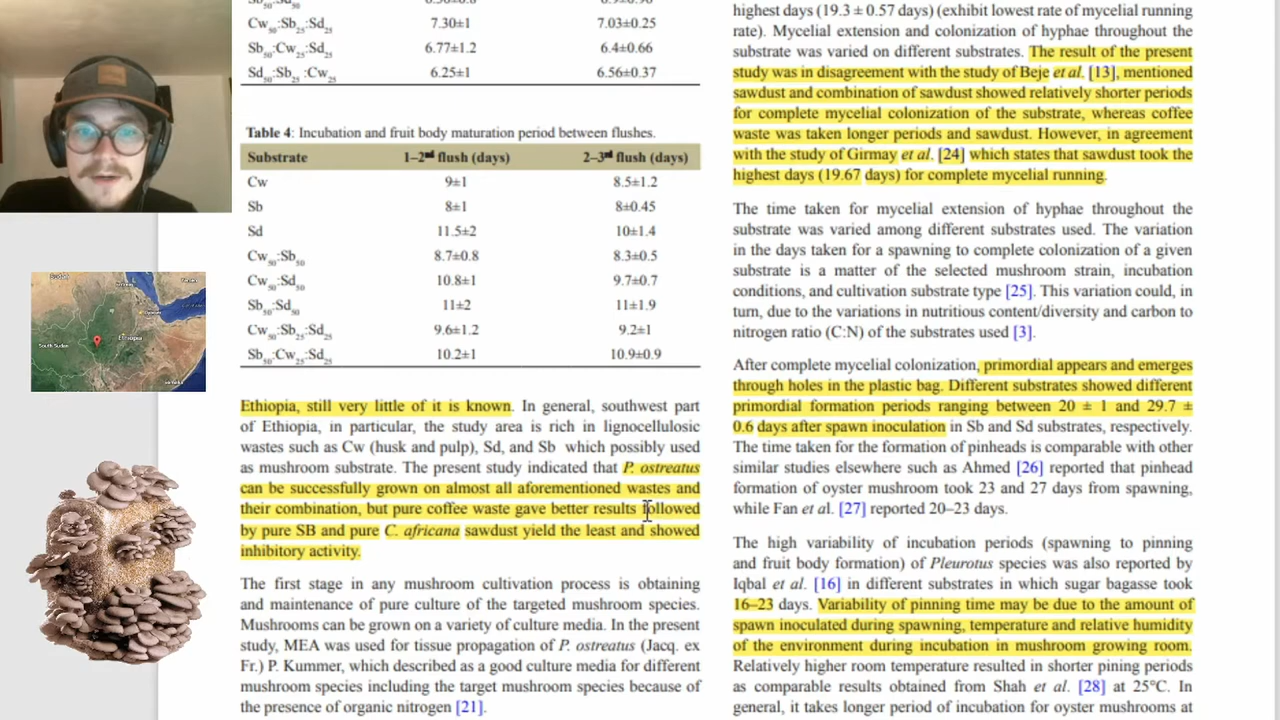 Cw50:Sb25:Sd25 7.30±1 7.03±0.25
Sb50:Cw25:Sd25 6.77±1.2 6.4±0.66
Sd50:Sb25 :Cw25 6.25±1 6.56±0.37
Table 4: Incubation and fruit body maturation period between flushes.
Substrate 1–2nd flush (days) 2–3rd flush (days)
Cw 9±1 8.5±1.2
Sb 8±1 8±0.45
Sd 11.5±2 10±1.4
Cw50:Sb50 8.7±0.8 8.3±0.5
Cw50:Sd50 10.8±1 9.7±0.7
Sb50:Sd50 11±2 11±1.9
Cw50:Sb25:Sd25 9.6±1.2 9.2±1
Sb50:Cw25:Sd25 10.2±1 10.9±0.9
Ethiopia, still very little of it is known. In general, southwest part
of Ethiopia, in particular, the study area is rich in lignocellulosic
wastes such as Cw (husk and pulp), Sd, and Sb which possibly used
as mushroom substrate. The present study indicated that P. ostreatus
can be successfully grown on almost all aforementioned wastes and
their combination, but pure coffee waste gave better results followed
by pure SB and pure C. africana sawdust yield the least and showed
inhibitory activity.
The first stage in any mushroom cultivation process is obtaining
and maintenance of pure culture of the targeted mushroom species.
Mushrooms can be grown on a variety of culture media. In the present
study, MEA was used for tissue propagation of P. ostreatus (Jacq. ex
Fr.) P. Kummer, which described as a good culture media for different
mushroom species including the target mushroom species because of
the presence of organic nitrogen [21].
highest days (19.3 ± 0.57 days) (exhibit lowest rate of mycelial running
rate). Mycelial extension and colonization of hyphae throughout the
substrate was varied on different substrates. The result of the present
study was in disagreement with the study of Beje et al. [13], mentioned
sawdust and combination of sawdust showed relatively shorter periods
for complete mycelial colonization of the substrate, whereas coffee
waste was taken longer periods and sawdust. However, in agreement
with the study of Girmay et al. [24] which states that sawdust took the
highest days (19.67 days) for complete mycelial running.
The time taken for mycelial extension of hyphae throughout the
substrate was varied among different substrates used. The variation
in the days taken for a spawning to complete colonization of a given
substrate is a matter of the selected mushroom strain, incubation
conditions, and cultivation substrate type [25]. This variation could, in
turn, due to the variations in nutritious content/diversity and carbon to
nitrogen ratio (C:N) of the substrates used [3].
After complete mycelial colonization, primordial appears and emerges
through holes in the plastic bag. Different substrates showed different
primordial formation periods ranging between 20 ± 1 and 29.7 ±
0.6 days after spawn inoculation in Sb and Sd substrates, respectively.
The time taken for the formation of pinheads is comparable with other
similar studies elsewhere such as Ahmed [26] reported that pinhead
formation of oyster mushroom took 23 and 27 days from spawning,
while Fan et al. [27] reported 20–23 days.
The high variability of incubation periods (spawning to pinning
and fruit body formation) of Pleurotus species was also reported by
Iqbal et al. [16] in different substrates in which sugar bagasse took
16–23 days. Variability of pinning time may be due to the amount of
spawn inoculated during spawning, temperature and relative humidity
of the environment during incubation in mushroom growing room.
Relatively higher room temperature resulted in shorter pining periods
as comparable results obtained from Shah et al. [28] at 25°C. In
general, it takes longer period of incubation for oyster mushrooms at
South Sudan
Ethiopia